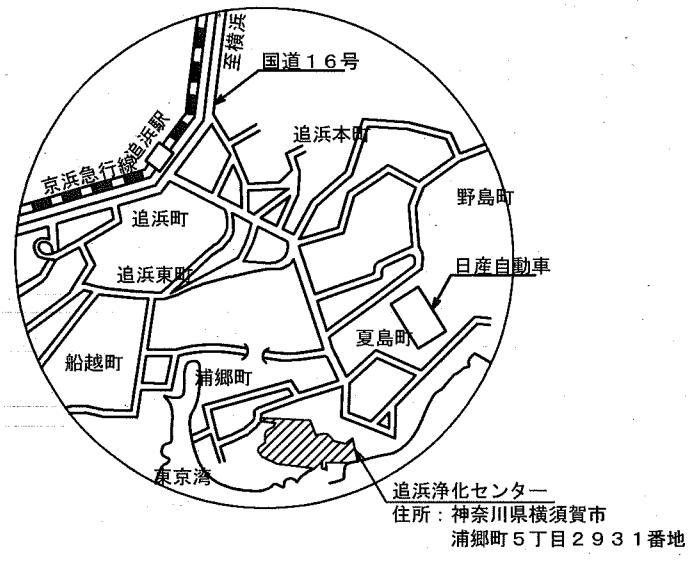 至横浜
国道１６号
追浜本町
追浜駅
京浜急行線
野島町
追浜町
追浜東町
日産自動車
夏島町
船越町
浦郷町
東京湾
追浜浄化センター
住所：神奈川県横須賀市
浦郷町５丁目２９３１番地